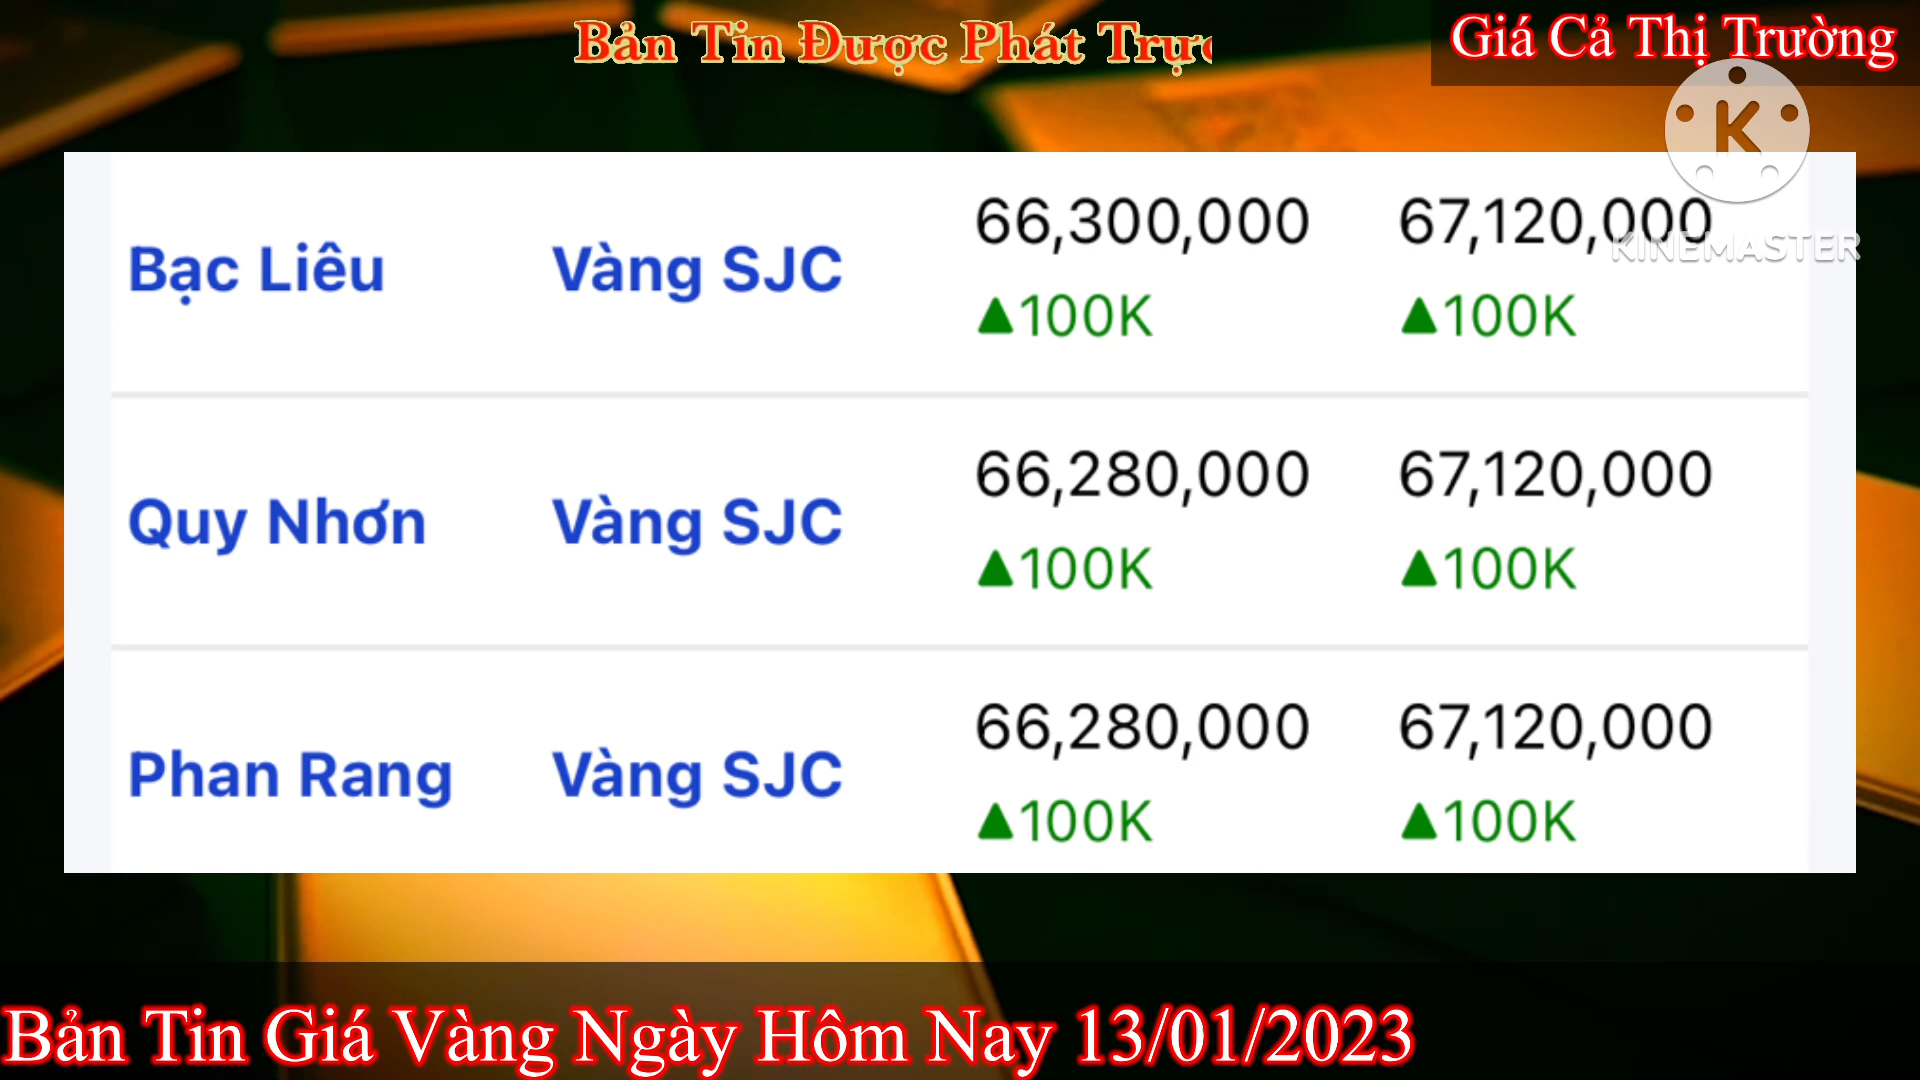 Bản Tin Được Phát Trực
Giá Cả Thị Trường
K
KINEMASTER
66,300,000 67,120,000
Bạc Liêu Vàng SJC
▲100K ▲100K
66,280,000 67,120,000
Quy Nhơn Vàng SJC
▲100K ▲100K
66,280,000 67,120,000
Phan Rang Vàng SJC
▲100K ▲100K
Bản Tin Giá Vàng Ngày Hôm Nay 13/01/2023